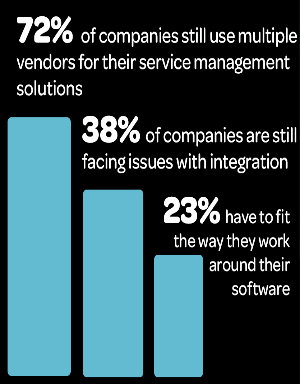 72% of companies still use multiple
vendors for their service management
solutions
38% of companies are still
facing issues with integration
23% have to fit
the way they work
around their
software